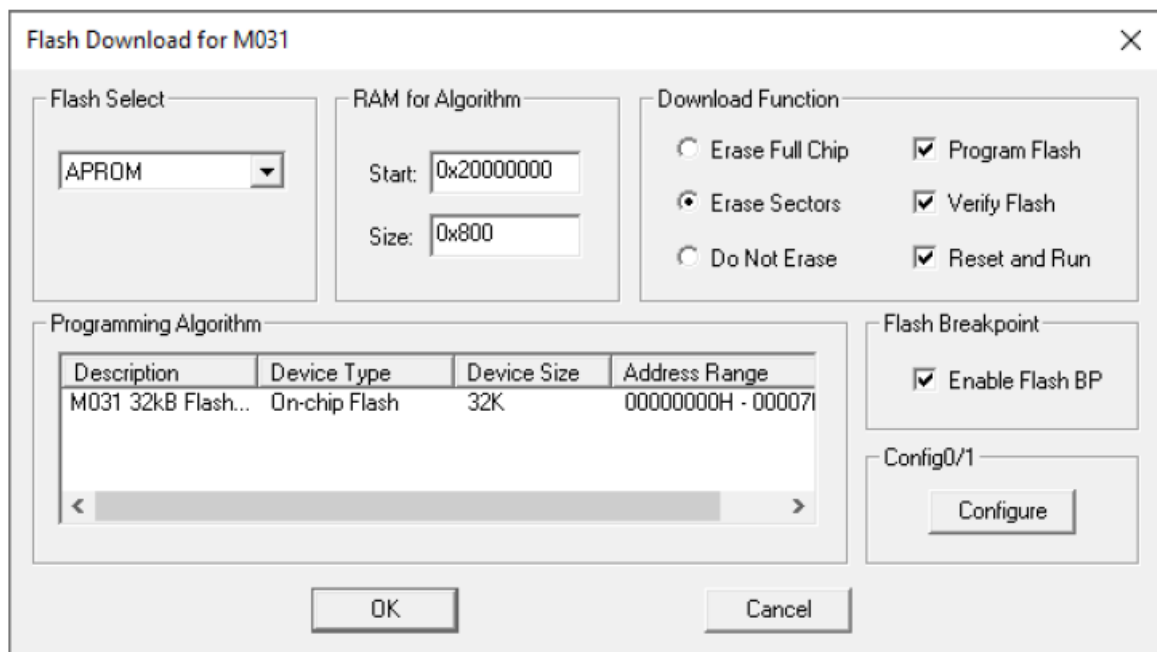 Flash Download for M031
Flash Select
APROM
RAM for Algorithm
Start: 0x20000000
Size: 0x800
Download Function
Erase Full Chip
Erase Sectors
Do Not Erase
Program Flash
Verify Flash
Reset and Run
Programming Algorithm
Description Device Type Device Size Address Range
M031 32kB Flash... On-chip Flash 32K 00000000H - 00007
Flash Breakpoint
Enable Flash BP
Config0/1
Configure
OK
Cancel